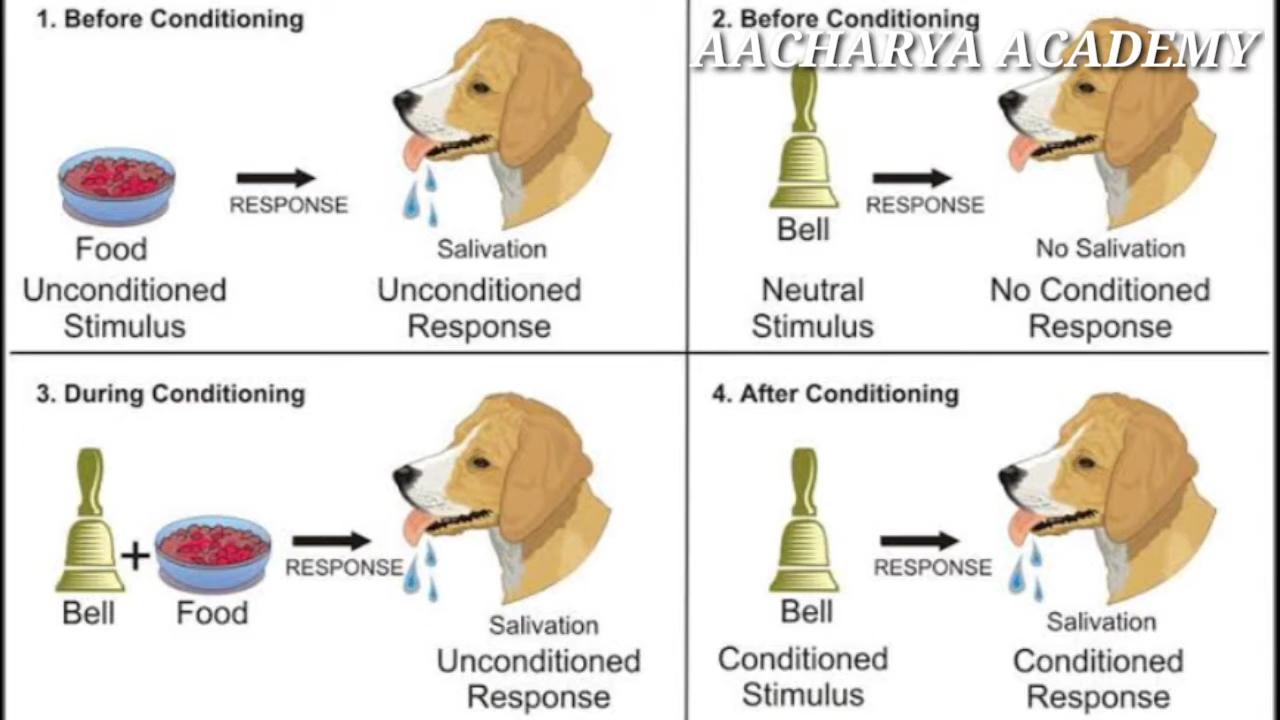 1. Before Conditioning
RESPONSE
Food
Salivation
Unconditioned
Stimulus
Unconditioned
Response
2. Before Conditioning
AACHARYA ACADEMY
RESPONSE
Bell
No Salivation
Neutral
Stimulus
No Conditioned
Response
3. During Conditioning
+
RESPONSE
Bell
Food
Salivation
Unconditioned
Response
4. After Conditioning
RESPONSE
Bell
Salivation
Conditioned
Stimulus
Conditioned
Response